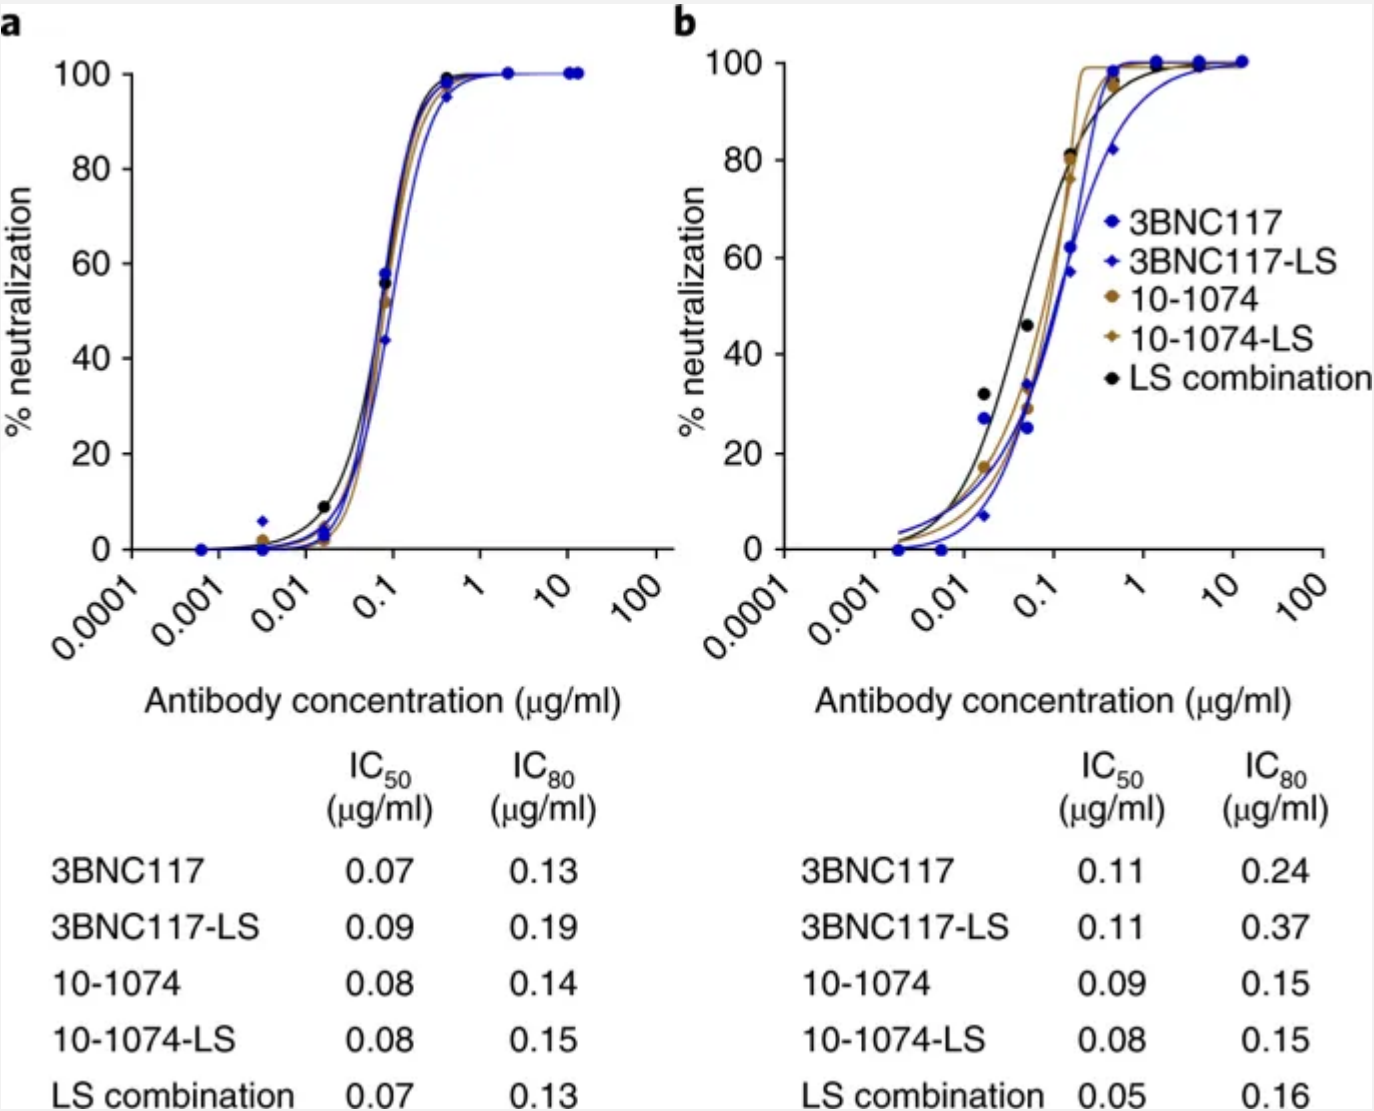 a
b
100
80
60
40
20
0
% neutralization
0.0001
0.001
0.01
0.1
1
10
100
Antibody concentration (μg/ml)
100
80
60
40
20
0
% neutralization
0.0001
0.001
0.01
0.1
1
10
100
Antibody concentration (μg/ml)
3BNC117
3BNC117-LS
10-1074
10-1074-LS
LS combination
IC50 IC80
(μg/ml) (μg/ml)
3BNC117 0.07 0.13
3BNC117-LS 0.09 0.19
10-1074 0.08 0.14
10-1074-LS 0.08 0.15
LS combination 0.07 0.13
IC50 IC80
(μg/ml) (μg/ml)
3BNC117 0.11 0.24
3BNC117-LS 0.11 0.37
10-1074 0.09 0.15
10-1074-LS 0.08 0.15
LS combination 0.05 0.16